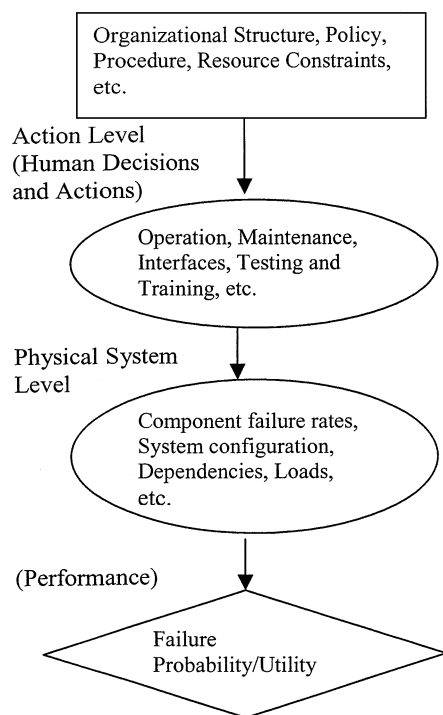 Organizational Structure, Policy,
Procedure, Resource Constraints,
etc.
Action Level
(Human Decisions
and Actions)
Operation, Maintenance,
Interfaces, Testing and
Training, etc.
Physical System
Level
Component failure rates,
System configuration,
Dependencies, Loads,
etc.
(Performance)
Failure
Probability/Utility